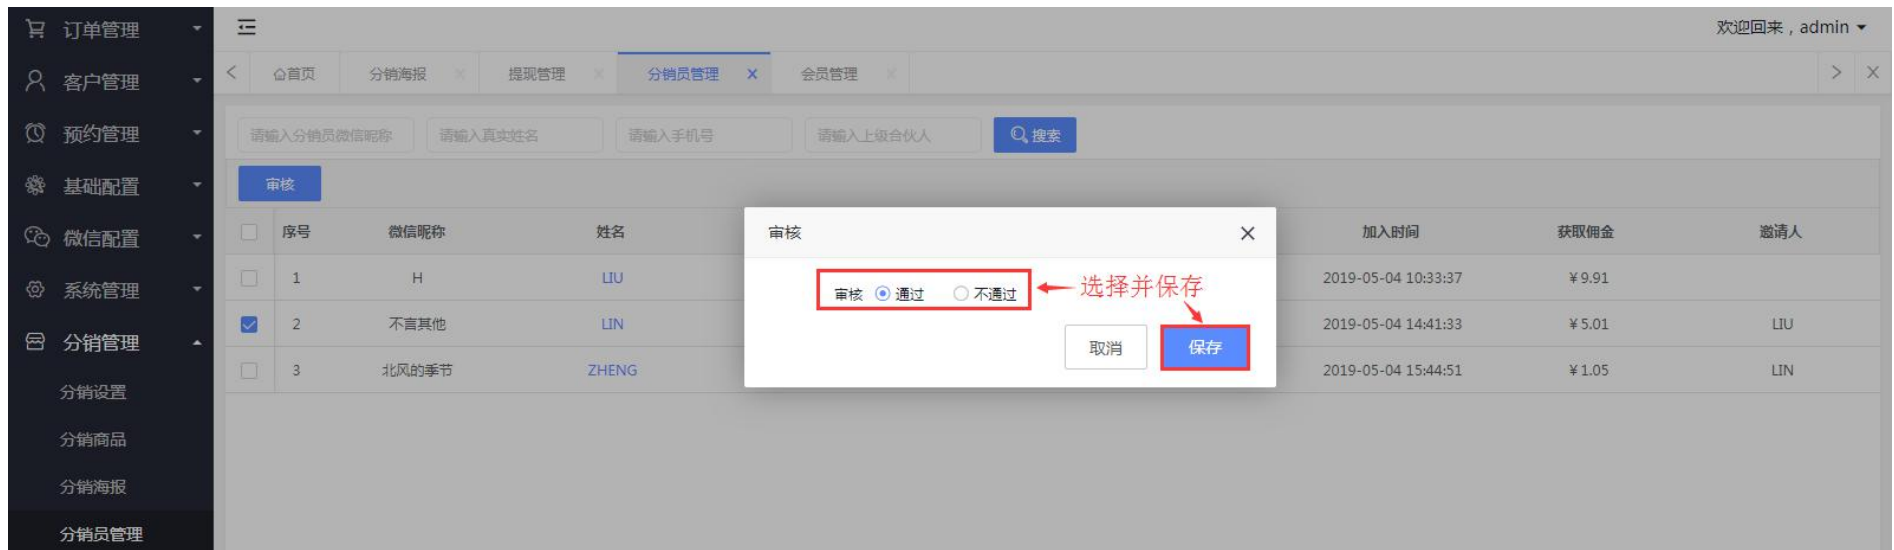 订单管理
欢迎回来，admin
客户管理
首页 分销海报 提现管理 分销员管理 会员管理
预约管理
请输入分销员微信昵称 请输入真实姓名 请输入手机号 请输入上级合伙人 搜索
基础配置
审核
微信配置
序号 微信昵称 姓名 加入时间 获取佣金 邀请人
审核
系统管理
1 H LIU 2019-05-04 10:33:37 ¥9.91
审核 通过 不通过 选择并保存
分销管理
2 不言其他 LIN 2019-05-04 14:41:33 ¥5.01 LIU
取消 保存
3 北风的季节 ZHENG 2019-05-04 15:44:51 ¥1.05 LIN
分销设置
分销商品
分销海报
分销员管理